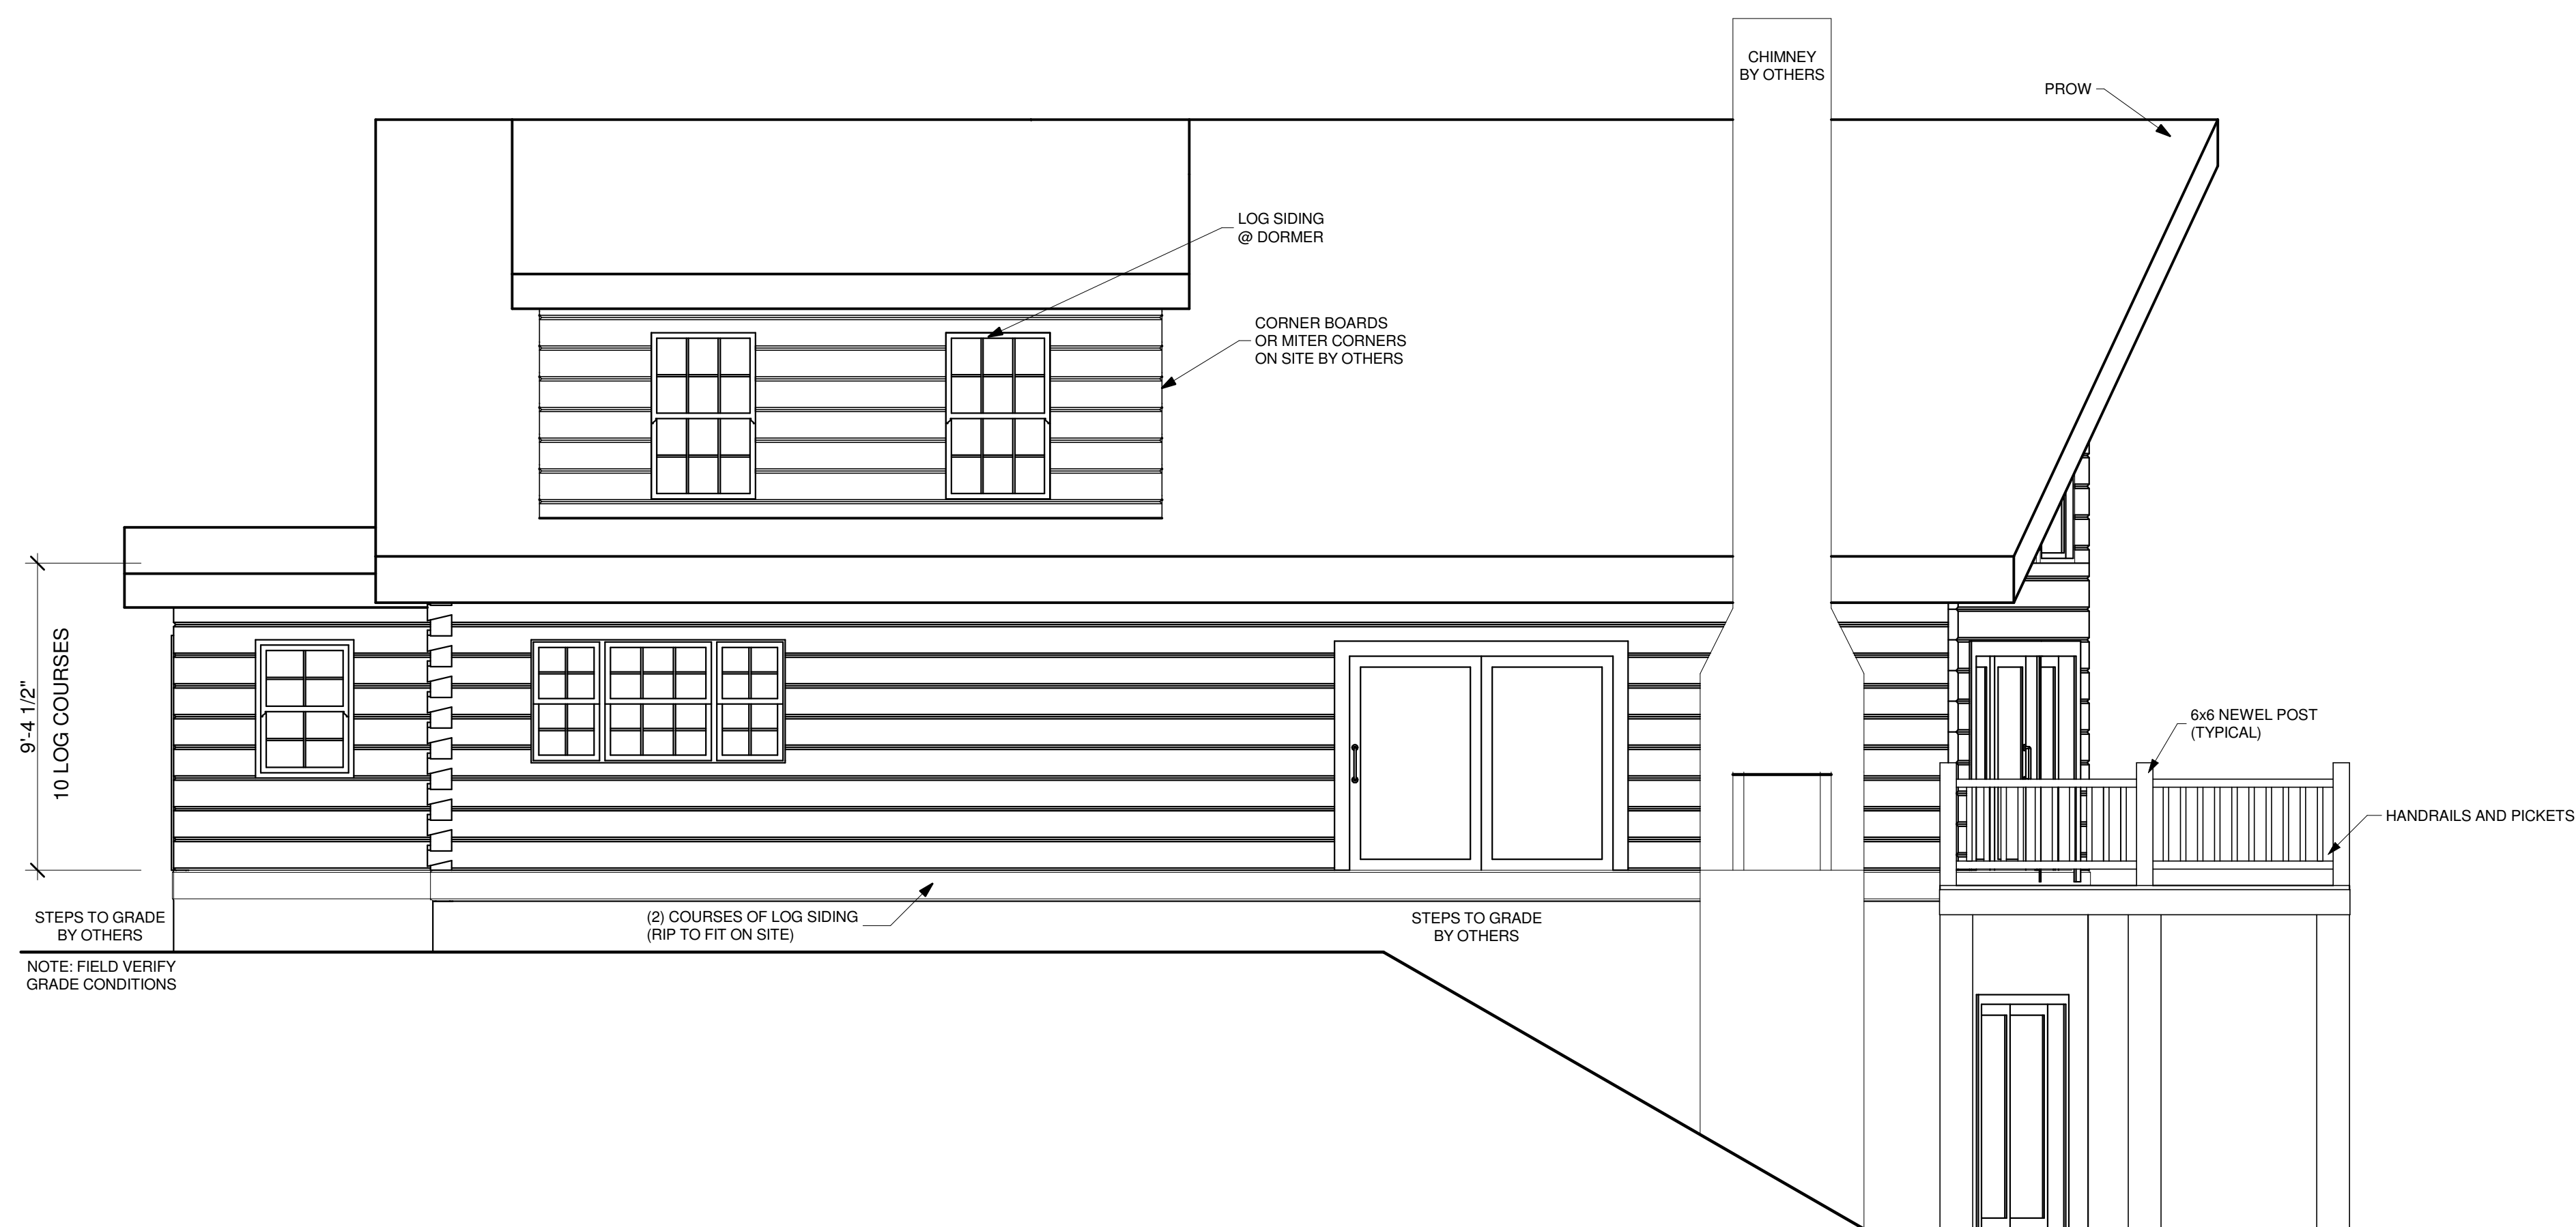 CHIMNEY
BY OTHERS
PROW
LOG SIDING
@ DORMER
CORNER BOARDS
OR MITER CORNERS
ON SITE BY OTHERS
9'-4 1/2"
10 LOG COURSES
6x6 NEWEL POST
(TYPICAL)
HANDRAILS AND PICKETS
STEPS TO GRADE
BY OTHERS
(2) COURSES OF LOG SIDING
(RIP TO FIT ON SITE)
STEPS TO GRADE
BY OTHERS
NOTE: FIELD VERIFY
GRADE CONDITIONS